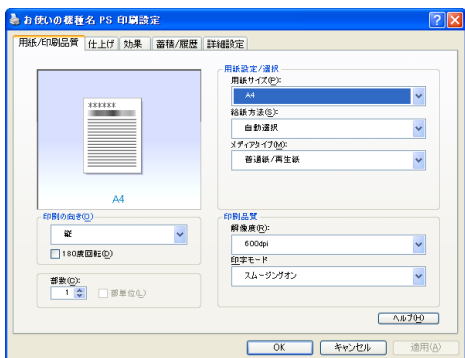 お使いの機種名 PS 印刷設定
用紙/印刷品質 仕上げ 効果 蓄積/履歴 詳細設定
******
A4
用紙設定/選択
用紙サイズ(P):
A4
給紙方法(S):
自動選択
メディアタイプ(M):
普通紙/再生紙
印刷の向き(O)
縦
180度回転(D)
部数(C):
1 部単位(L)
印刷品質
解像度(R):
600dpi
印字モード
スムージングオン
ヘルプ(H)
OK キャンセル 適用(A)